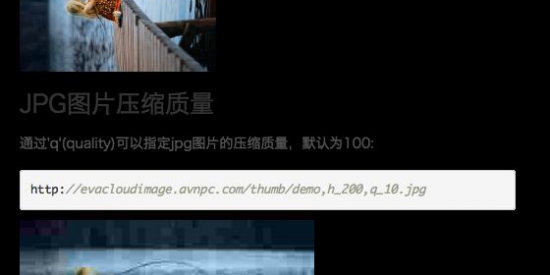 JPG图片压缩质量
通过'q'(quality)可以指定jpg图片的压缩质量，默认为100:
http://evacloudimage.avnpc.com/thumb/demo,h_200,q_10.jpg